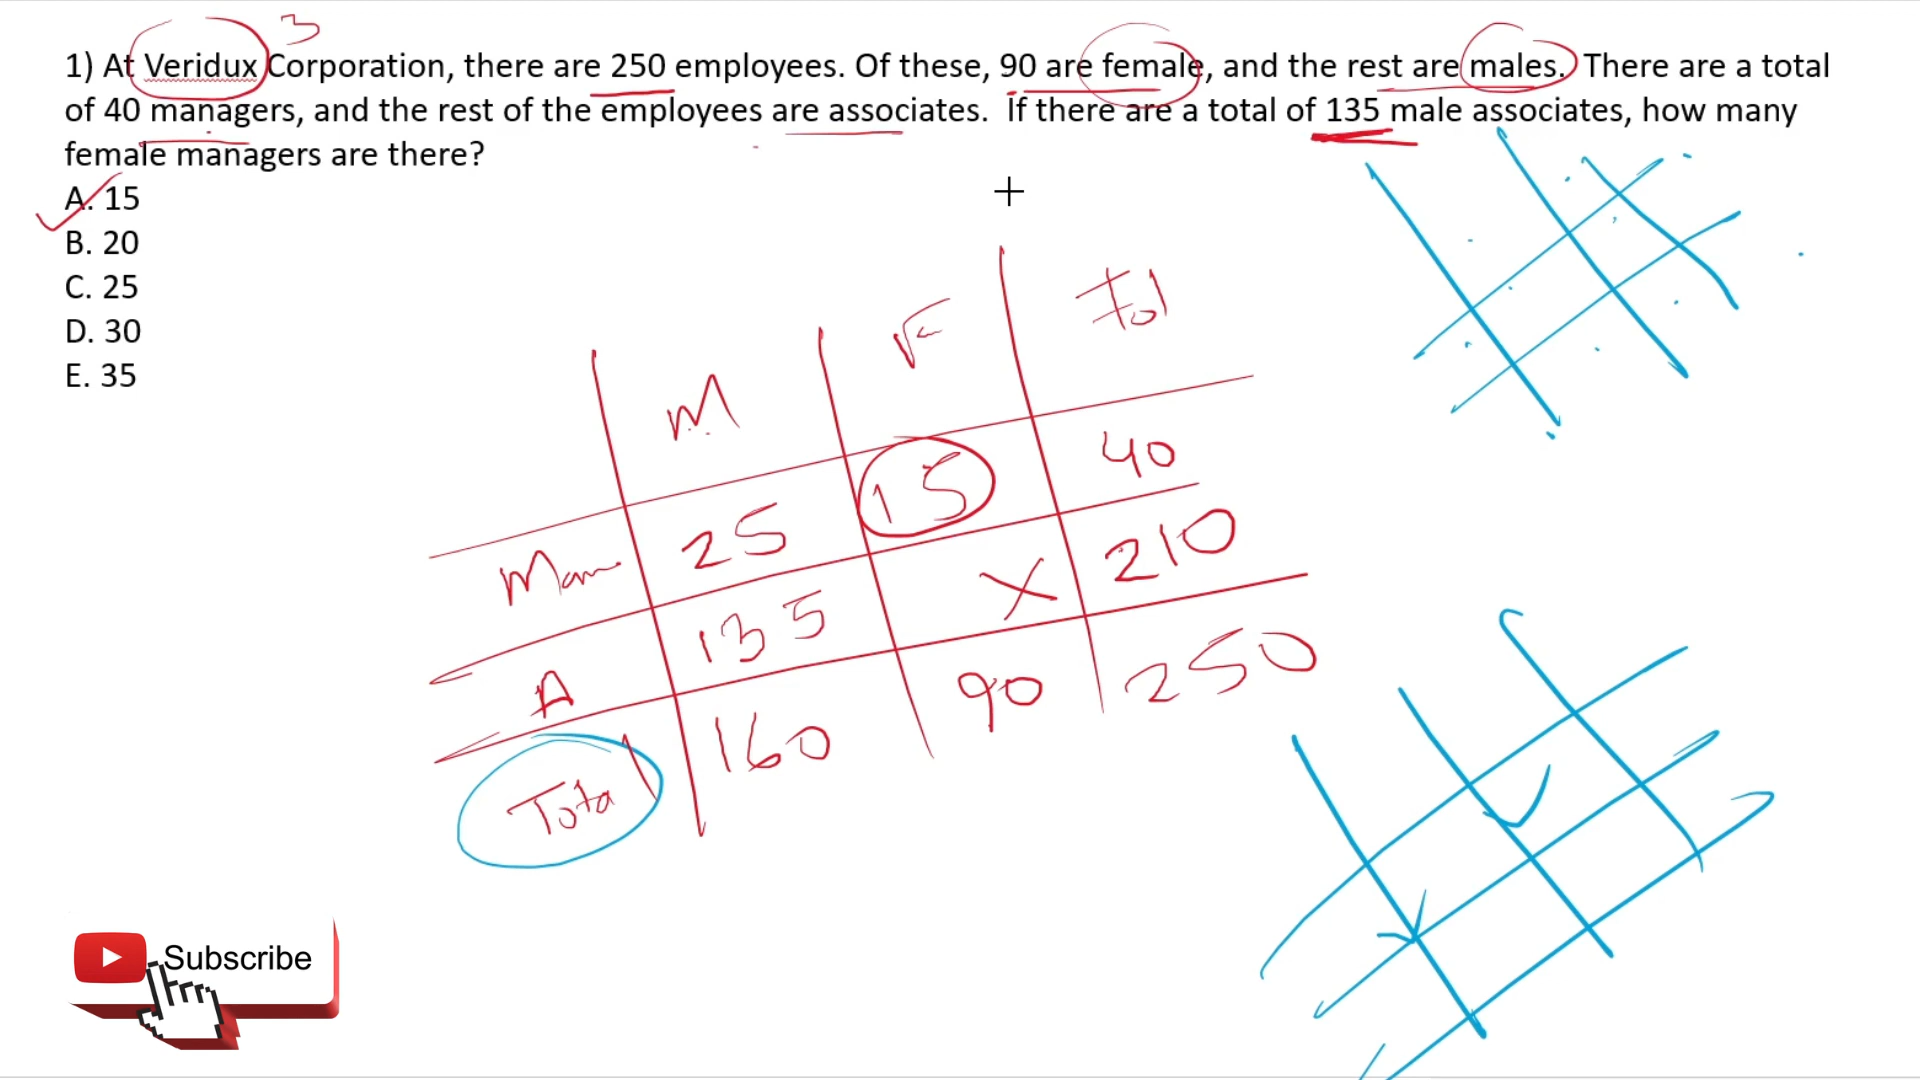 3
1) At Veridux Corporation, there are 250 employees. Of these, 90 are female, and the rest are males. There are a total
of 40 managers, and the rest of the employees are associates. If there are a total of 135 male associates, how many
female managers are there?
A. 15
B. 20
C. 25
D. 30
E. 35
M F
Man 25 15 40
A 135 X 210
Total 160 90 250
Subscribe